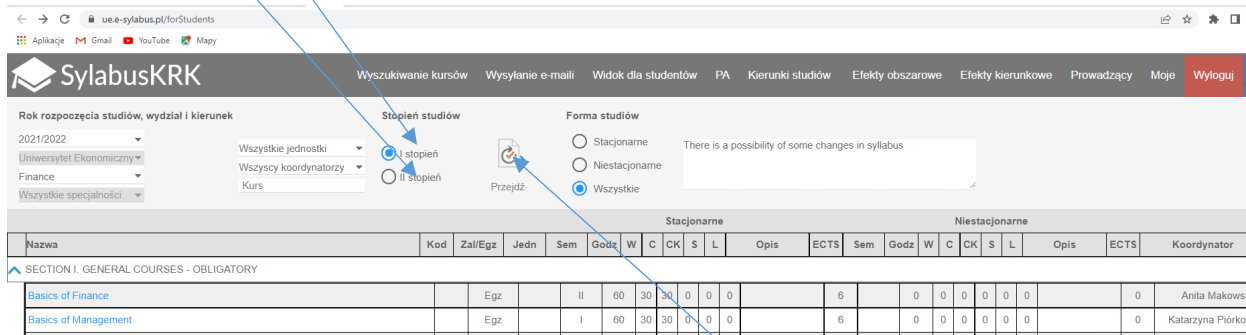 ue.e-sylabus.pl/forStudents
Aplikacje Gmail YouTube Mapy
SylabusKRK Wyszukiwanie kursów Wysyłanie e-maili Widok dla studentów PA Kierunki studiów Efekty obszarowe Efekty kierunkowe Prowadzący Moje Wyloguj
Rok rozpoczęcia studiów, wydział i kierunek Stopień studiów Forma studiów
2021/2022 Wszystkie jednostki I stopień Stacjonarne There is a possibility of some changes in syllabus
Uniwersytet Ekonomiczny Wszyscy koordynatorzy Niestacjonarne
Finance Kurs II stopień Przejdź Wszystkie
Wszystkie specjalności
Stacjonarne Niestacjonarne
Nazwa Kod Zal/Egz Jedn Sem Godz W C CK S L Opis ECTS Sem Godz W C CK S L Opis ECTS Koordynator
SECTION I. GENERAL COURSES - OBLIGATORY
Basics of Finance Egz II 60 30 30 0 0 0 6 0 0 0 0 0 0 0 Anita Makows
Basics of Management Egz I 60 30 30 0 0 0 6 0 0 0 0 0 0 0 Katarzyna Piórko